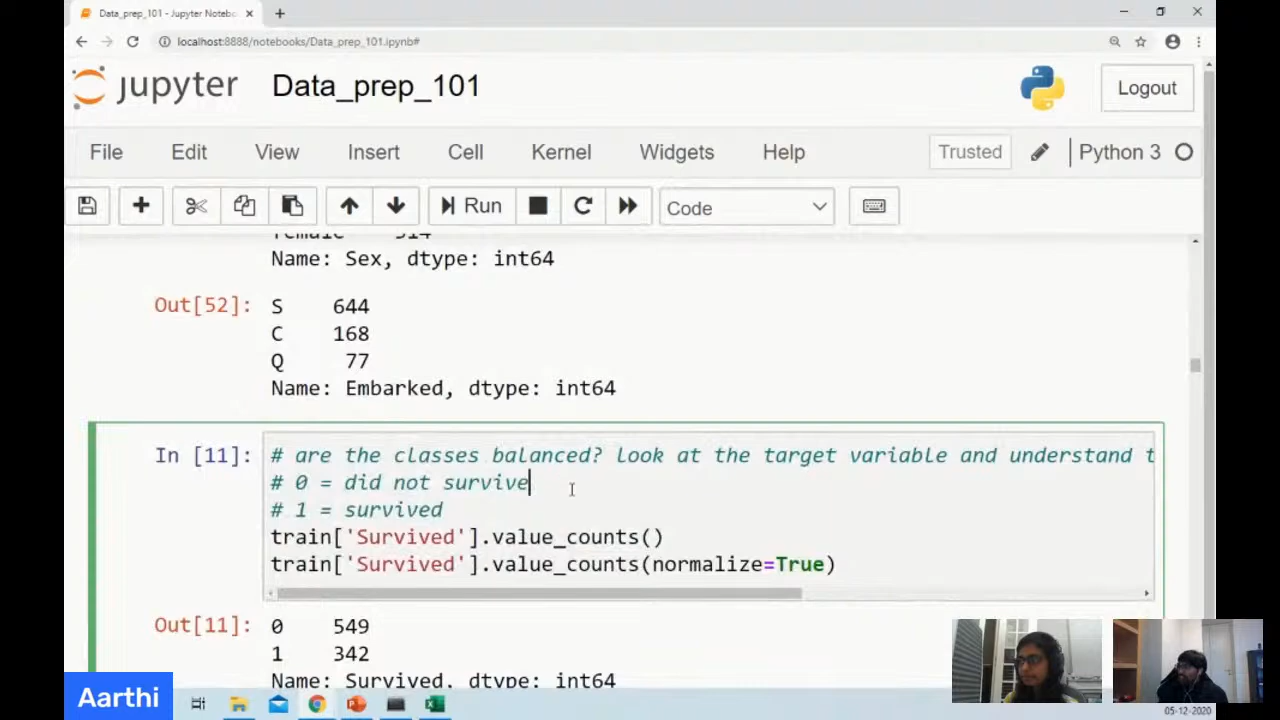 Data_prep_101 - Jupyter Notebo
localhost:8888/notebooks/Data_prep_101.ipynb#
jupyter
Data_prep_101
Logout
File Edit View Insert Cell Kernel Widgets Help
Trusted
Python 3
Run
Code
female 314
Name: Sex, dtype: int64
Out[52]: S 644
C 168
Q 77
Name: Embarked, dtype: int64
In [11]: # are the classes balanced? look at the target variable and understand t
# 0 = did not survive
# 1 = survived
train['Survived'].value_counts()
train['Survived'].value_counts(normalize=True)
Out[11]: 0 549
1 342
Name: Survived, dtype: int64
Aarthi
05-12-2020